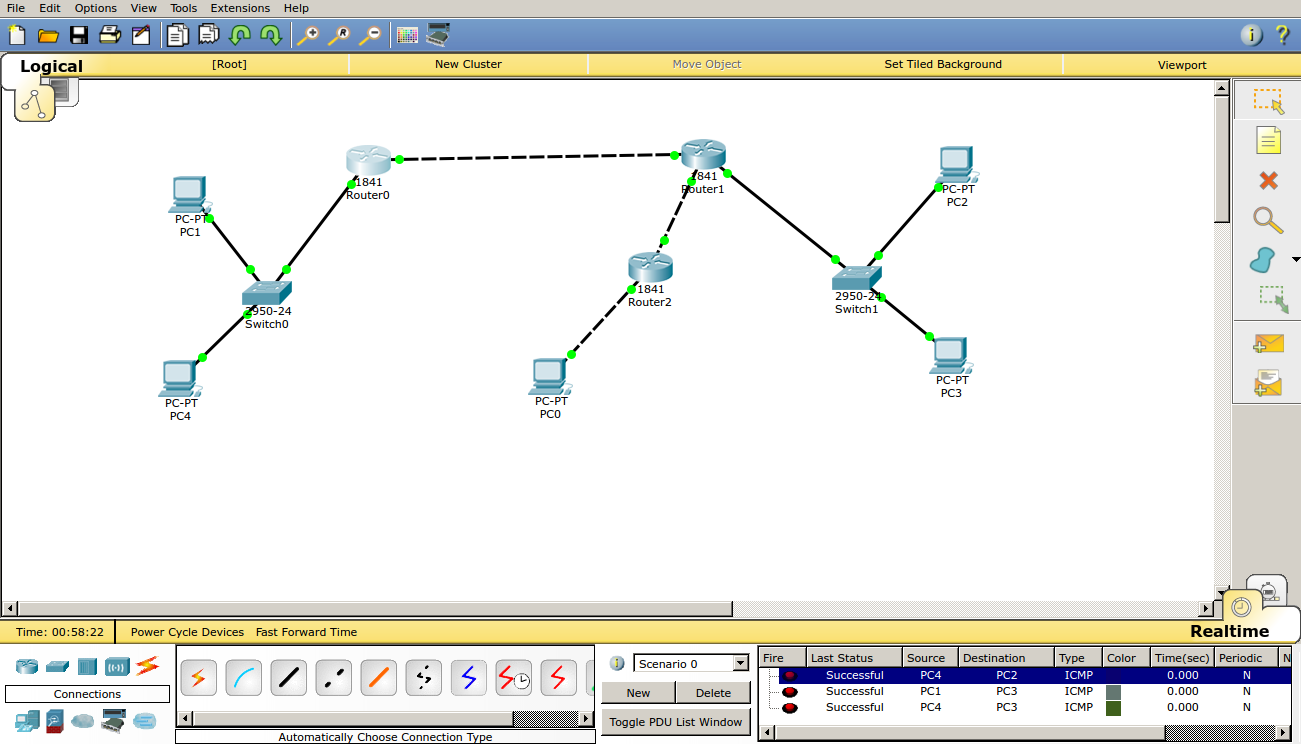 File Edit Options View Tools Extensions Help
Logical [Root] New Cluster Move Object Set Tiled Background Viewport
1841
Router0
1841
Router1
PC-PT
PC1
PC-PT
PC2
1841
Router2
2950-24
Switch0
2950-24
Switch1
PC-PT
PC4
PC-PT
PC0
PC-PT
PC3
Time: 00:58:22 Power Cycle Devices Fast Forward Time Realtime
Connections
Automatically Choose Connection Type
Scenario 0
New Delete
Toggle PDU List Window
Fire Last Status Source Destination Type Color Time(sec) Periodic N
Successful PC4 PC2 ICMP 0.000 N
Successful PC1 PC3 ICMP 0.000 N
Successful PC4 PC3 ICMP 0.000 N